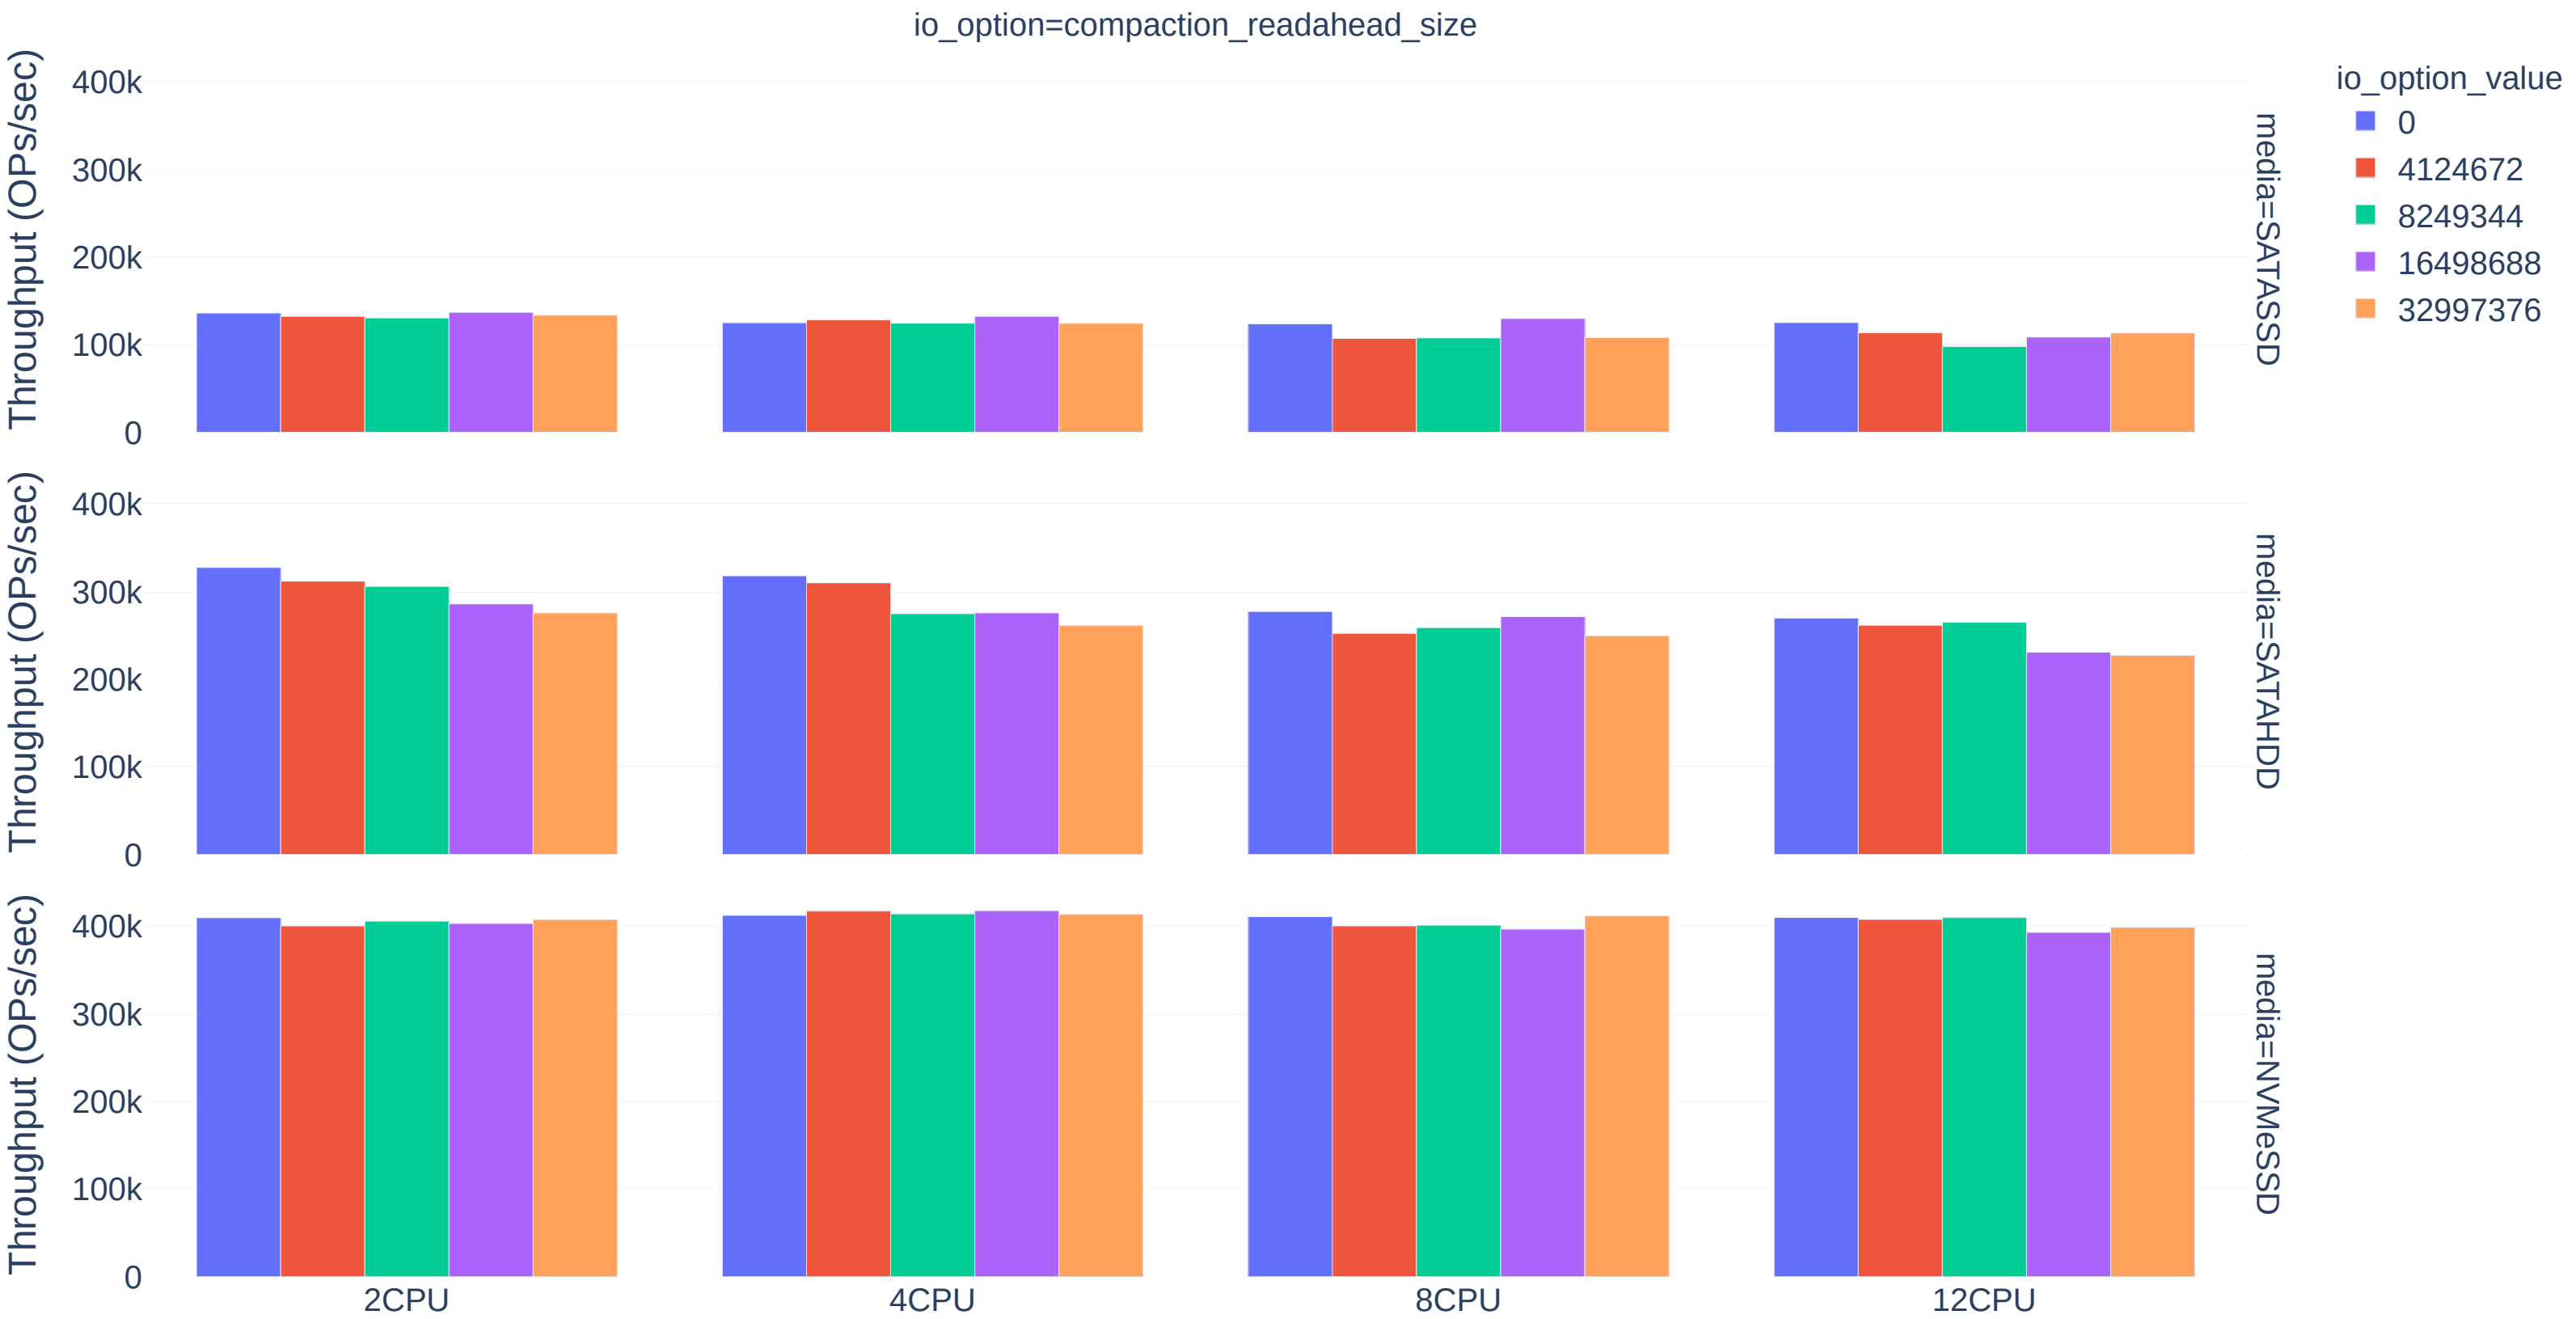 io_option=compaction_readahead_size
Throughput (OPs/sec)
400k
300k
200k
100k
0
media=SATASSD
io_option_value
0
4124672
8249344
16498688
32997376
Throughput (OPs/sec)
400k
300k
200k
100k
0
media=SATAHDD
Throughput (OPs/sec)
400k
300k
200k
100k
0
media=NVMeSSD
2CPU
4CPU
8CPU
12CPU